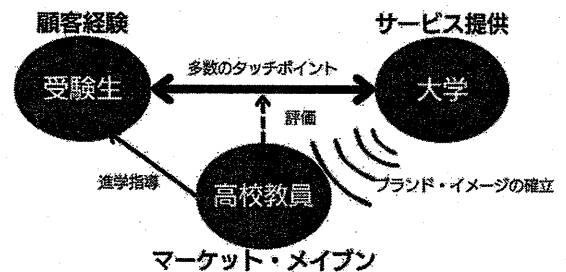 顧客経験
サービス提供
多数のタッチポイント
受験生
大学
評価
進学指導
高校教員
ブランド・イメージの確立
マーケット・メイブン